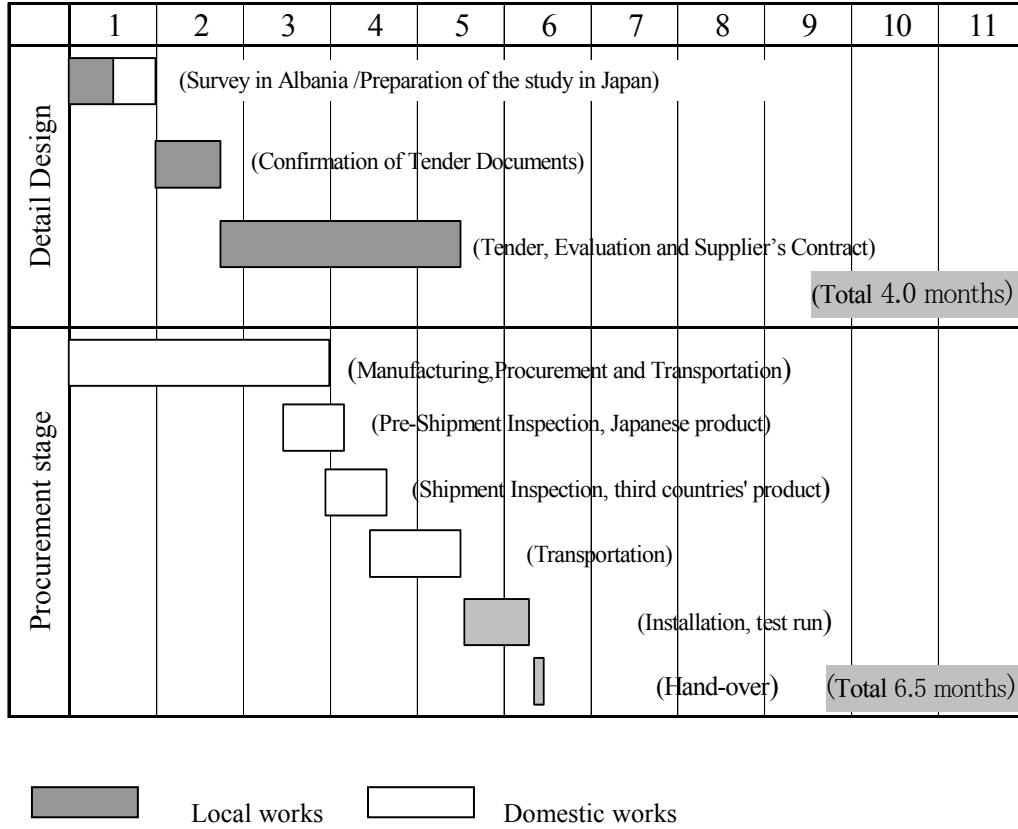 1 2 3 4 5 6 7 8 9 10 11
Detail Design
(Survey in Albania /Preparation of the study in Japan)
(Confirmation of Tender Documents)
(Tender, Evaluation and Supplier’s Contract)
(Total 4.0 months)
Procurement stage
(Manufacturing,Procurement and Transportation)
(Pre-Shipment Inspection, Japanese product)
(Shipment Inspection, third countries' product)
(Transportation)
(Installation, test run)
(Hand-over) (Total 6.5 months)
Local works Domestic works